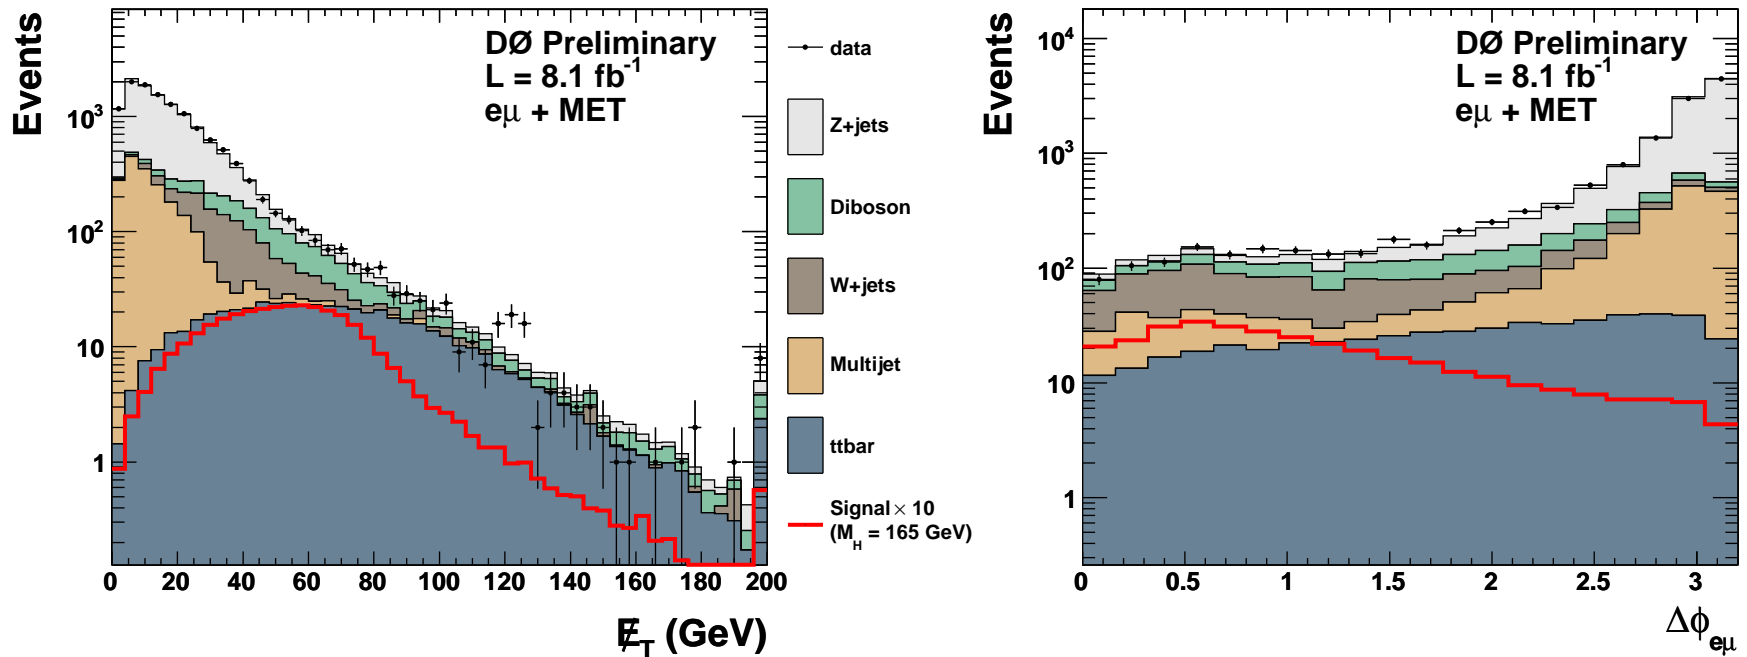 Events
DØ Preliminary
L = 8.1 fb⁻¹
eμ + MET
10³
10²
10
1
0 20 40 60 80 100 120 140 160 180 200
E̸_T (GeV)
data
Z+jets
Diboson
W+jets
Multijet
ttbar
Signal × 10
(M_H = 165 GeV)
Events
DØ Preliminary
L = 8.1 fb⁻¹
eμ + MET
10⁴
10³
10²
10
1
0 0.5 1 1.5 2 2.5 3
Δϕ_eμ